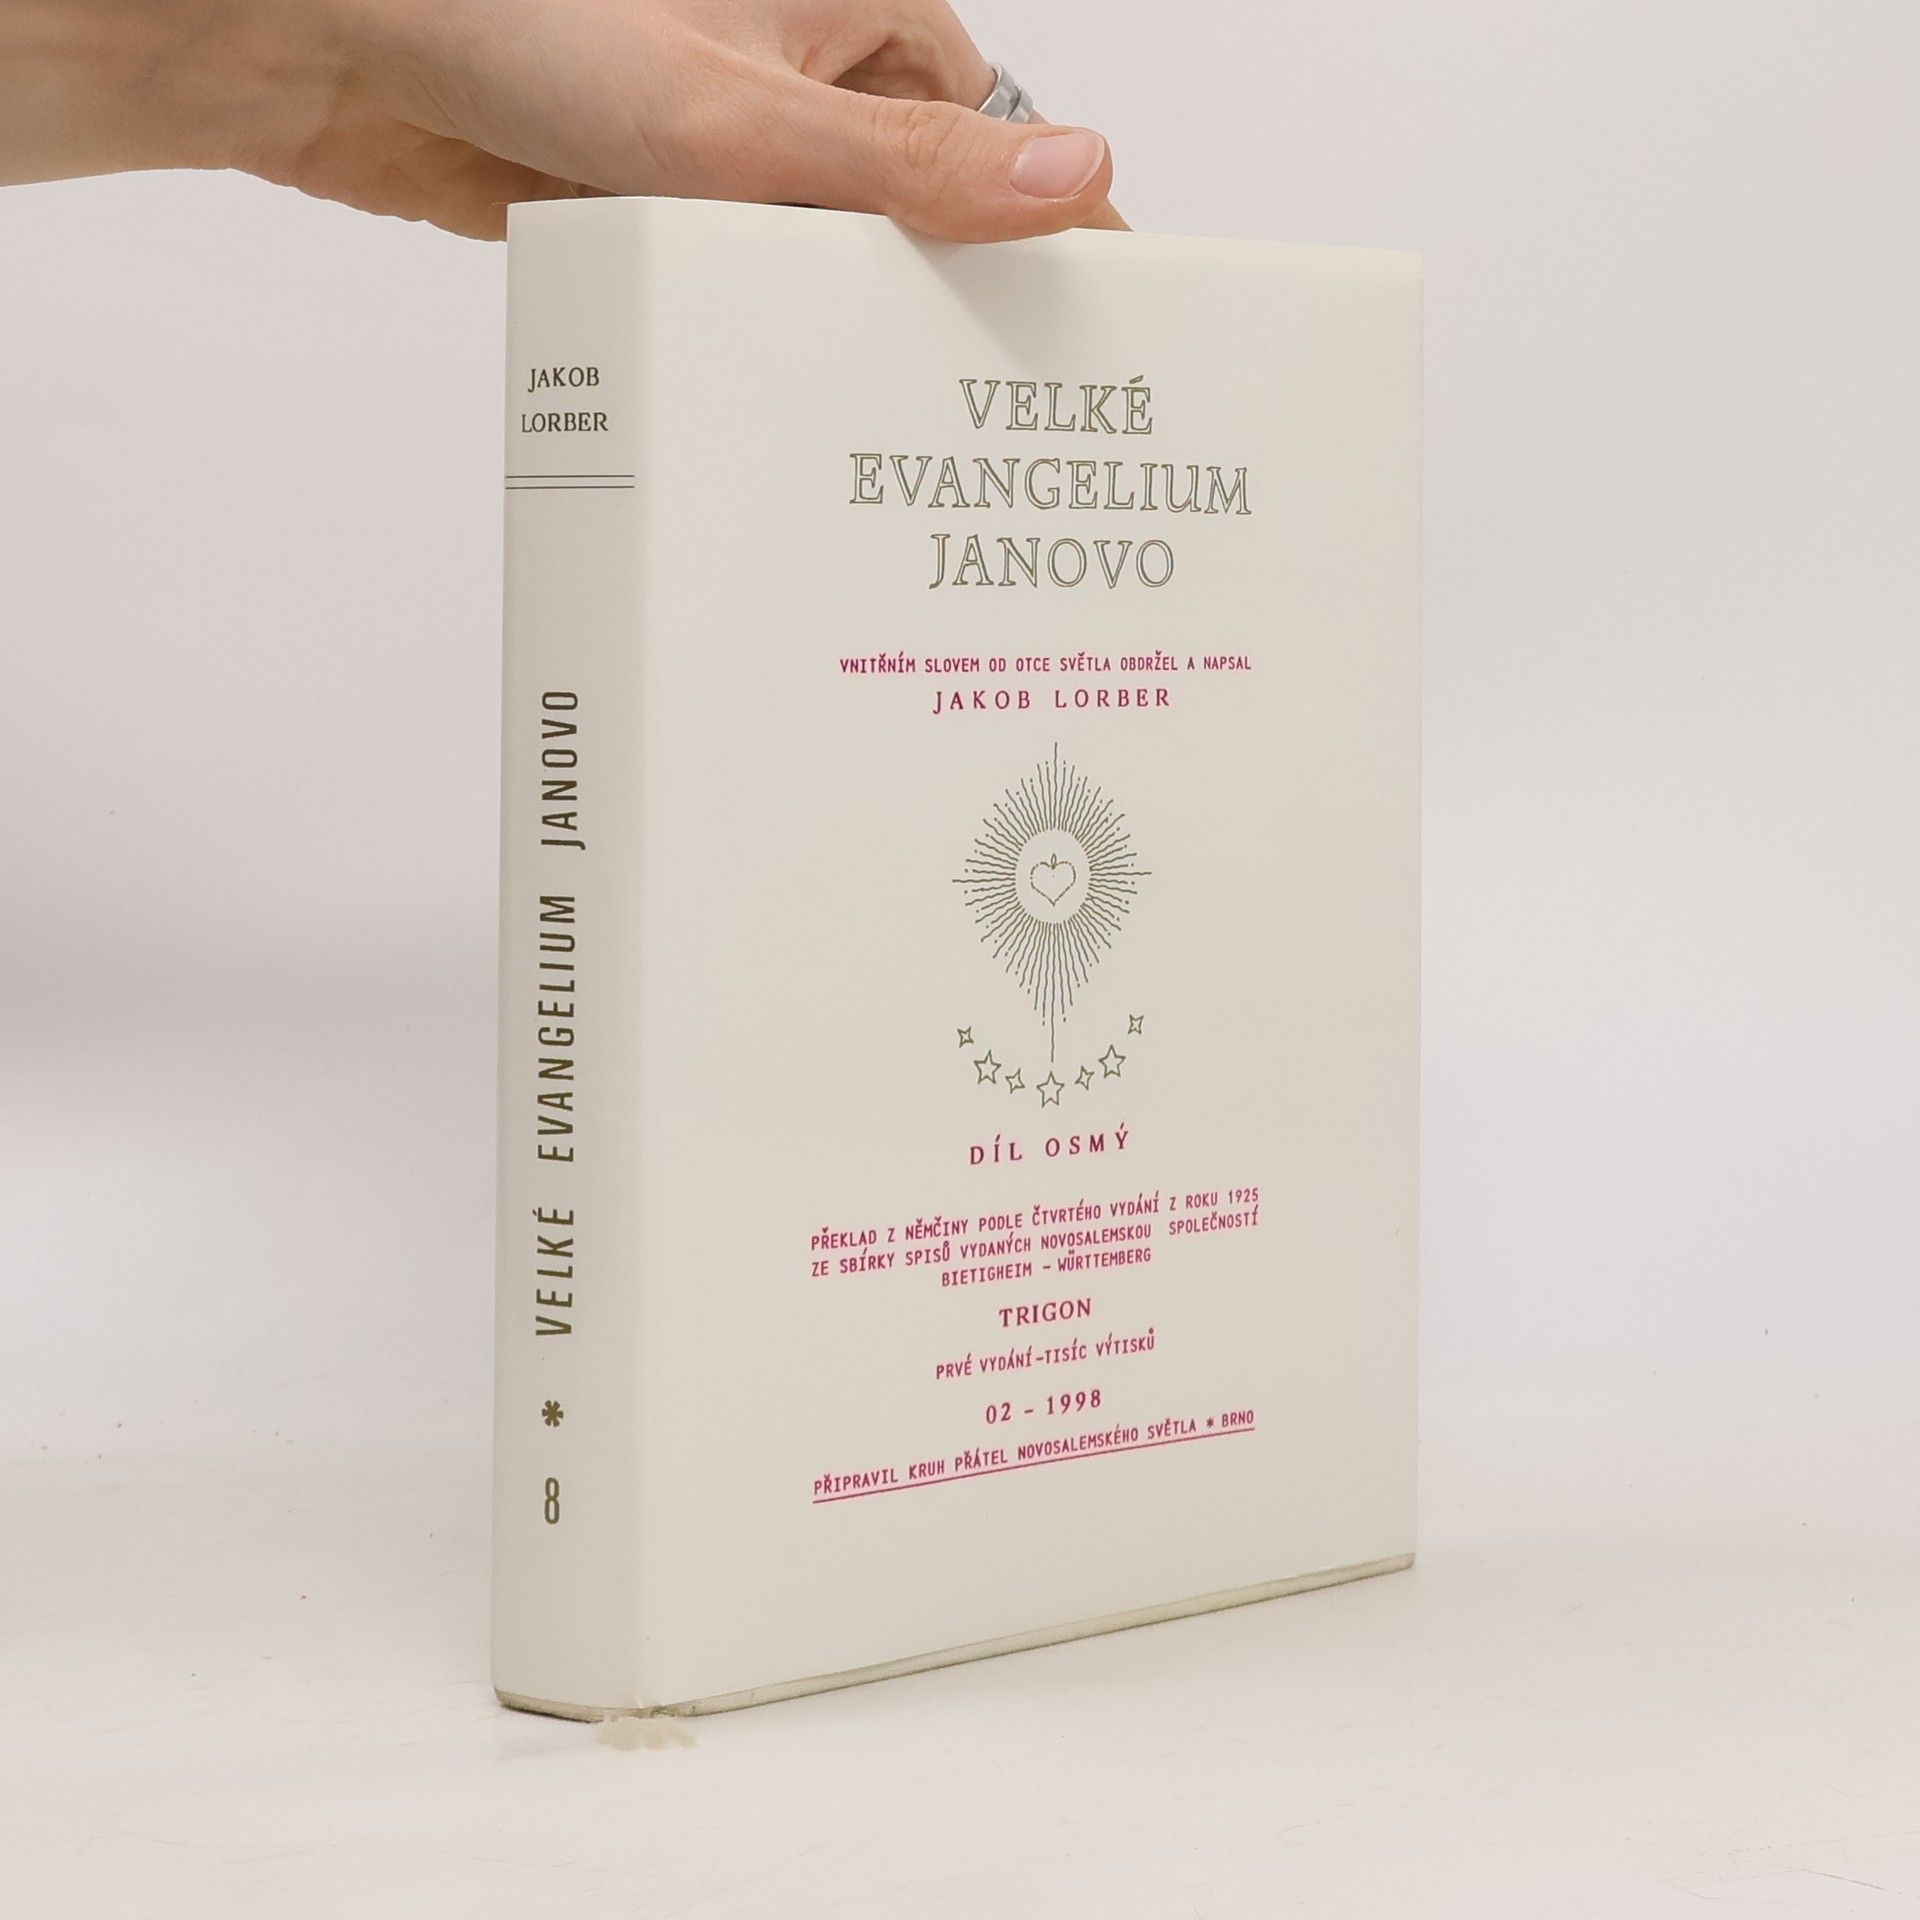 JAKOB
LORBER
VELKÉ EVANGELIUM JANOVO
*
8
VELKÉ
EVANGELIUM
JANOVO
VNITŘNÍM SLOVEM OD OTCE SVĚTLA OBDRŽEL A NAPSAL
JAKOB LORBER
DÍL OSMÝ
PŘEKLAD Z NĚMČINY PODLE ČTVRTÉHO VYDÁNÍ Z ROKU 1925
ZE SBÍRKY SPISŮ VYDANÝCH NOVOSALEMSKOU SPOLEČNOSTÍ
BIETIGHEIM - WÜRTTEMBERG
TRIGON
PRVÉ VYDÁNÍ-TISÍC VÝTISKŮ
02 - 1998
PŘIPRAVIL KRUH PŘÁTEL NOVOSALEMSKÉHO SVĚTLA * BRNO